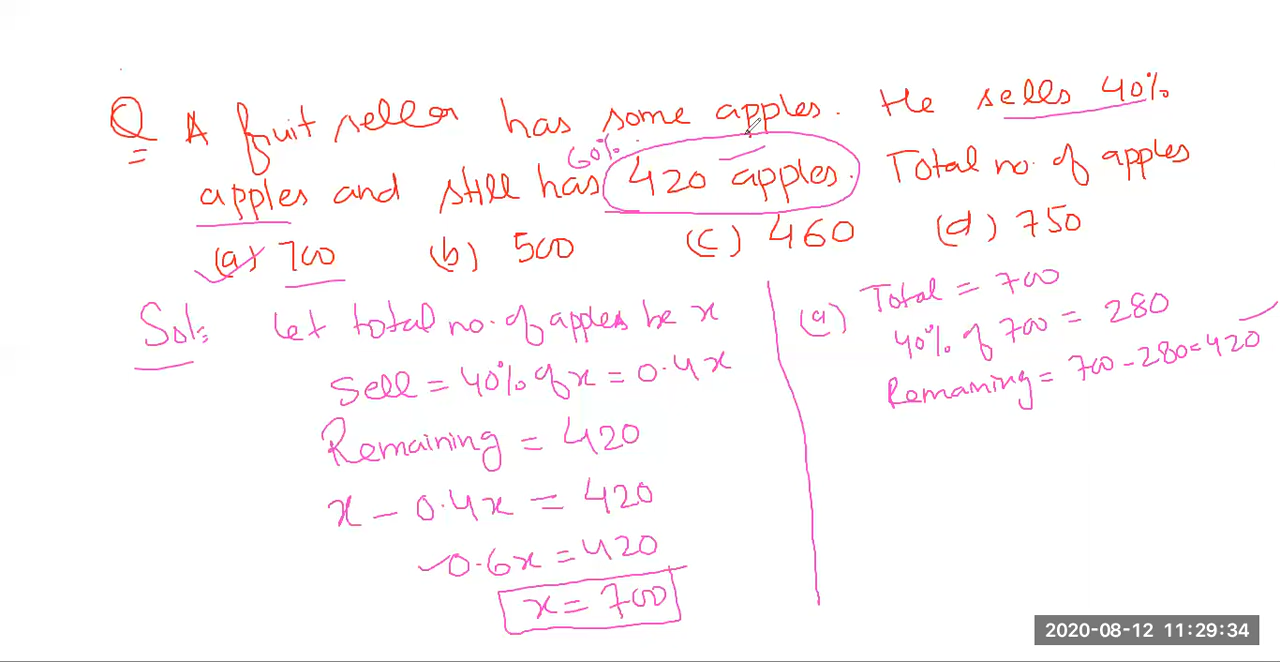 Q A fruit seller has some apples. He sells 40%
60%
apples and still has 420 apples. Total no. of apples
(a) 700 (b) 500 (c) 460 (d) 750
Sol: Let total no. of apples be x
Sell = 40% of x = 0.4x
Remaining = 420
x - 0.4x = 420
0.6x = 420
x = 700
(a) Total = 700
40% of 700 = 280
Remaining = 700 - 280 = 420
2020-08-12 11:29:34